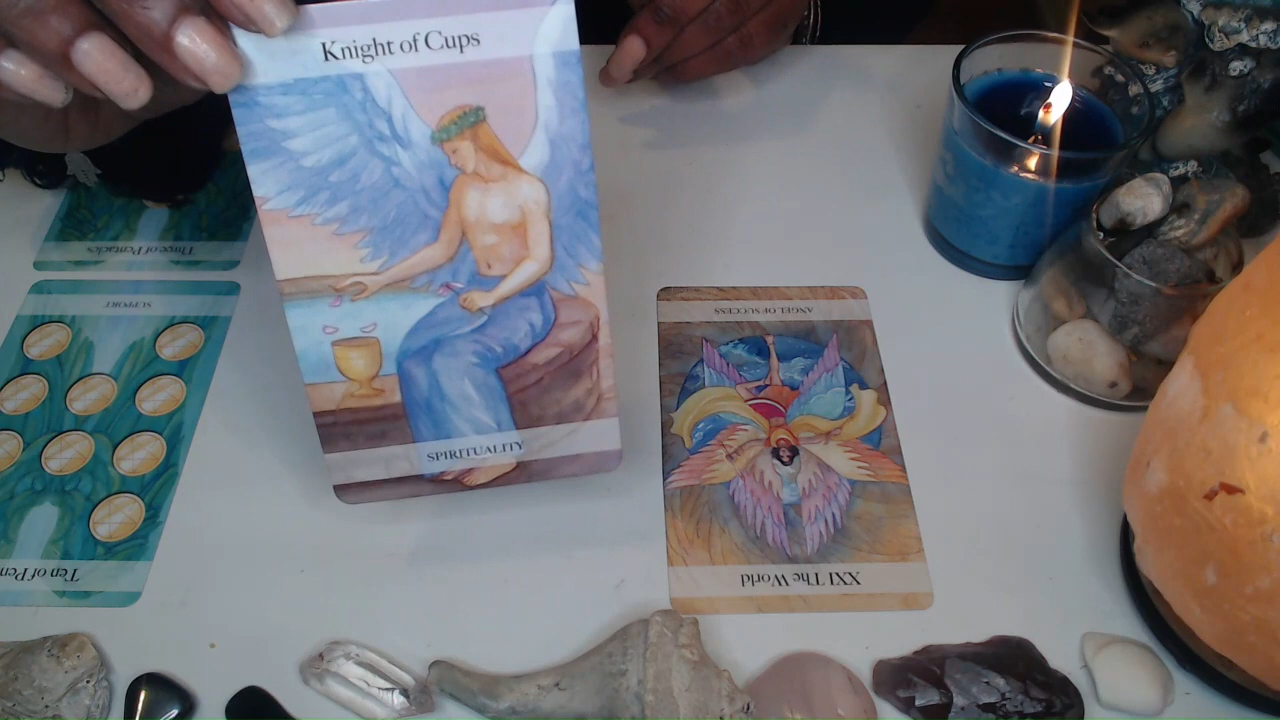 Knight of Cups
SPIRITUALITY
Three of Pentacles
SUPPORT
Ten of Pen
ANGEL OF SUCCESS
XXI The World